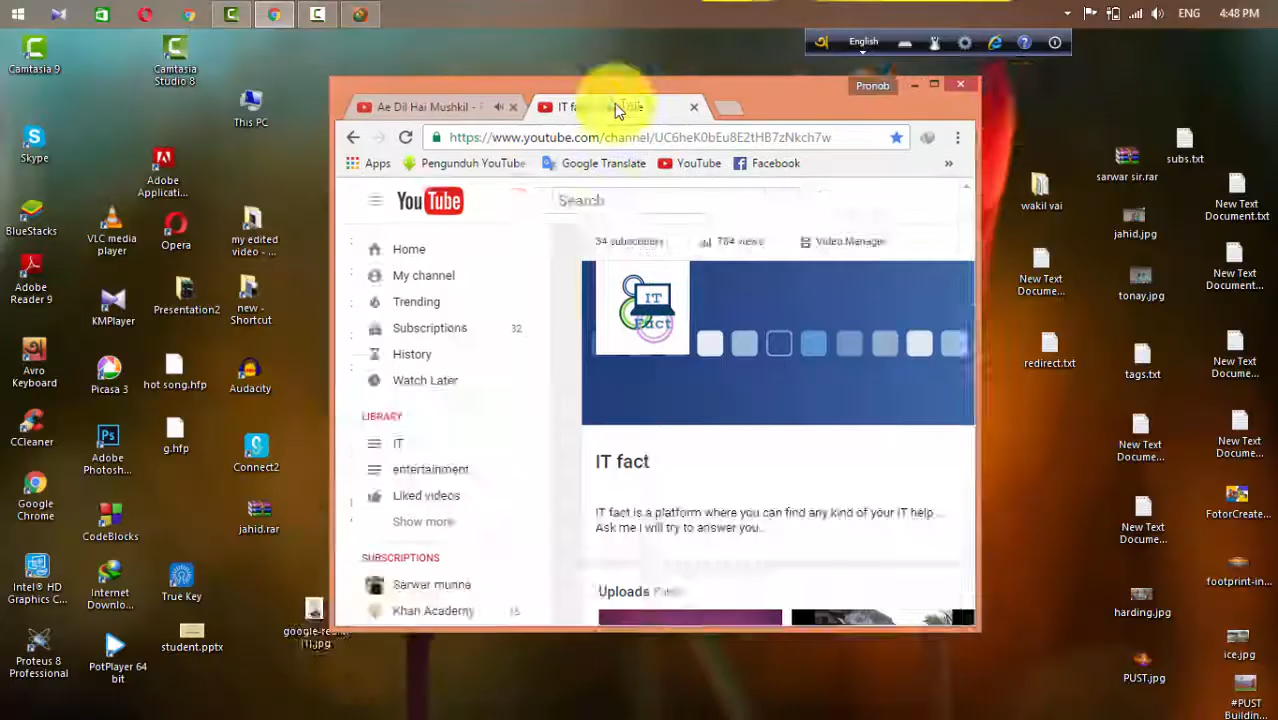 ENG
4:48 PM
English
Camtasia 9
Camtasia
Studio 8
This PC
Skype
Adobe
Applicati...
BlueStacks
VLC media
player
Opera
my edited
video - ...
Adobe
Reader 9
KMPlayer
Presentation2
new -
Shortcut
Avro
Keyboard
Picasa 3
hot song.hfp
Audacity
CCleaner
Adobe
Photosh...
g.hfp
Connect2
Google
Chrome
CodeBlocks
jahid.rar
Intel® HD
Graphics C...
Internet
Downlo...
True Key
Proteus 8
Professional
PotPlayer 64
bit
student.pptx
Pronob
Ae Dil Hai Mushkil -
IT
https://www.youtube.com/channel/UC6heK0bEu8E2tHB7zNkch7w
Apps
Pengunduh YouTube
Google Translate
YouTube
Facebook
»
YouTube
Search
34 subscribers
784 views
Video Manager
Home
My channel
Trending
Subscriptions 32
History
Watch Later
LIBRARY
IT
entertainment
Liked videos
Show more
SUBSCRIPTIONS
Sarwar munna
Khan Academy 15
IT
Fact
IT fact
IT fact is a platform where you can find any kind of your IT help ...
Ask me I will try to answer you..
Uploads
subs.txt
sarwar sir.rar
wakil vai
New Text
Document.txt
jahid.jpg
New Text
Docume...
tonay.jpg
New Text
Document...
redirect.txt
tags.txt
New Text
Docume...
New Text
Docume...
New Text
Docume...
FotorCreate...
New Text
Docume...
footprint-in...
harding.jpg
ice.jpg
PUST.jpg
#PUST
Buildin...